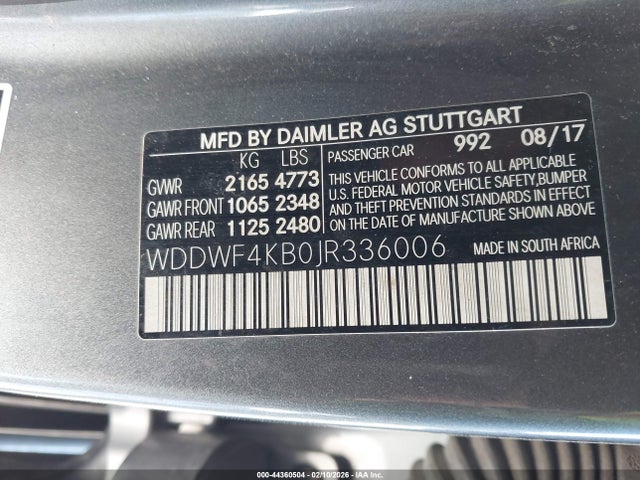 MFD BY DAIMLER AG STUTTGART
KG LBS
PASSENGER CAR 992 08/17
GVWR 2165 4773
GAWR FRONT 1065 2348
GAWR REAR 1125 2480
THIS VEHICLE CONFORMS TO ALL APPLICABLE
U.S. FEDERAL MOTOR VEHICLE SAFETY, BUMPER
AND THEFT PREVENTION STANDARDS IN EFFECT
ON THE DATE OF MANUFACTURE SHOWN ABOVE.
WDDWF4KB0JR336006
MADE IN SOUTH AFRICA
000-44360504 - 02/10/2026 - IAA Inc.